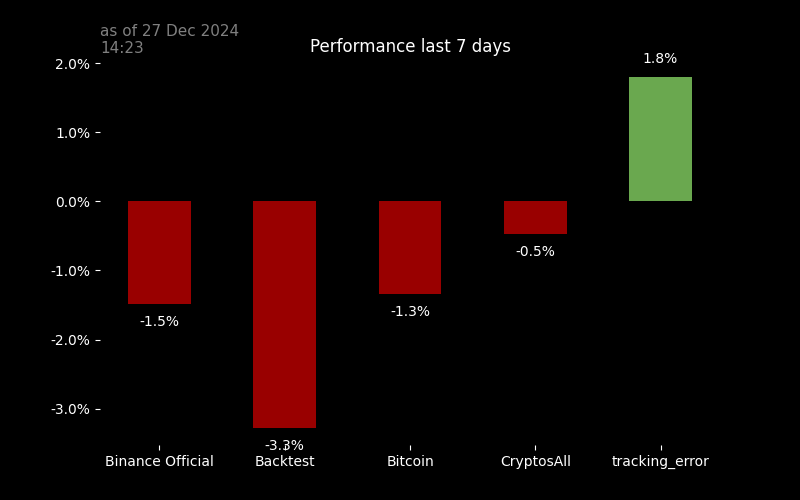 as of 27 Dec 2024
14:23
Performance last 7 days
2.0%
1.0%
0.0%
-1.0%
-2.0%
-3.0%
1.8%
-1.5%
-3.3%
-1.3%
-0.5%
Binance Official
Backtest
Bitcoin
CryptosAll
tracking_error